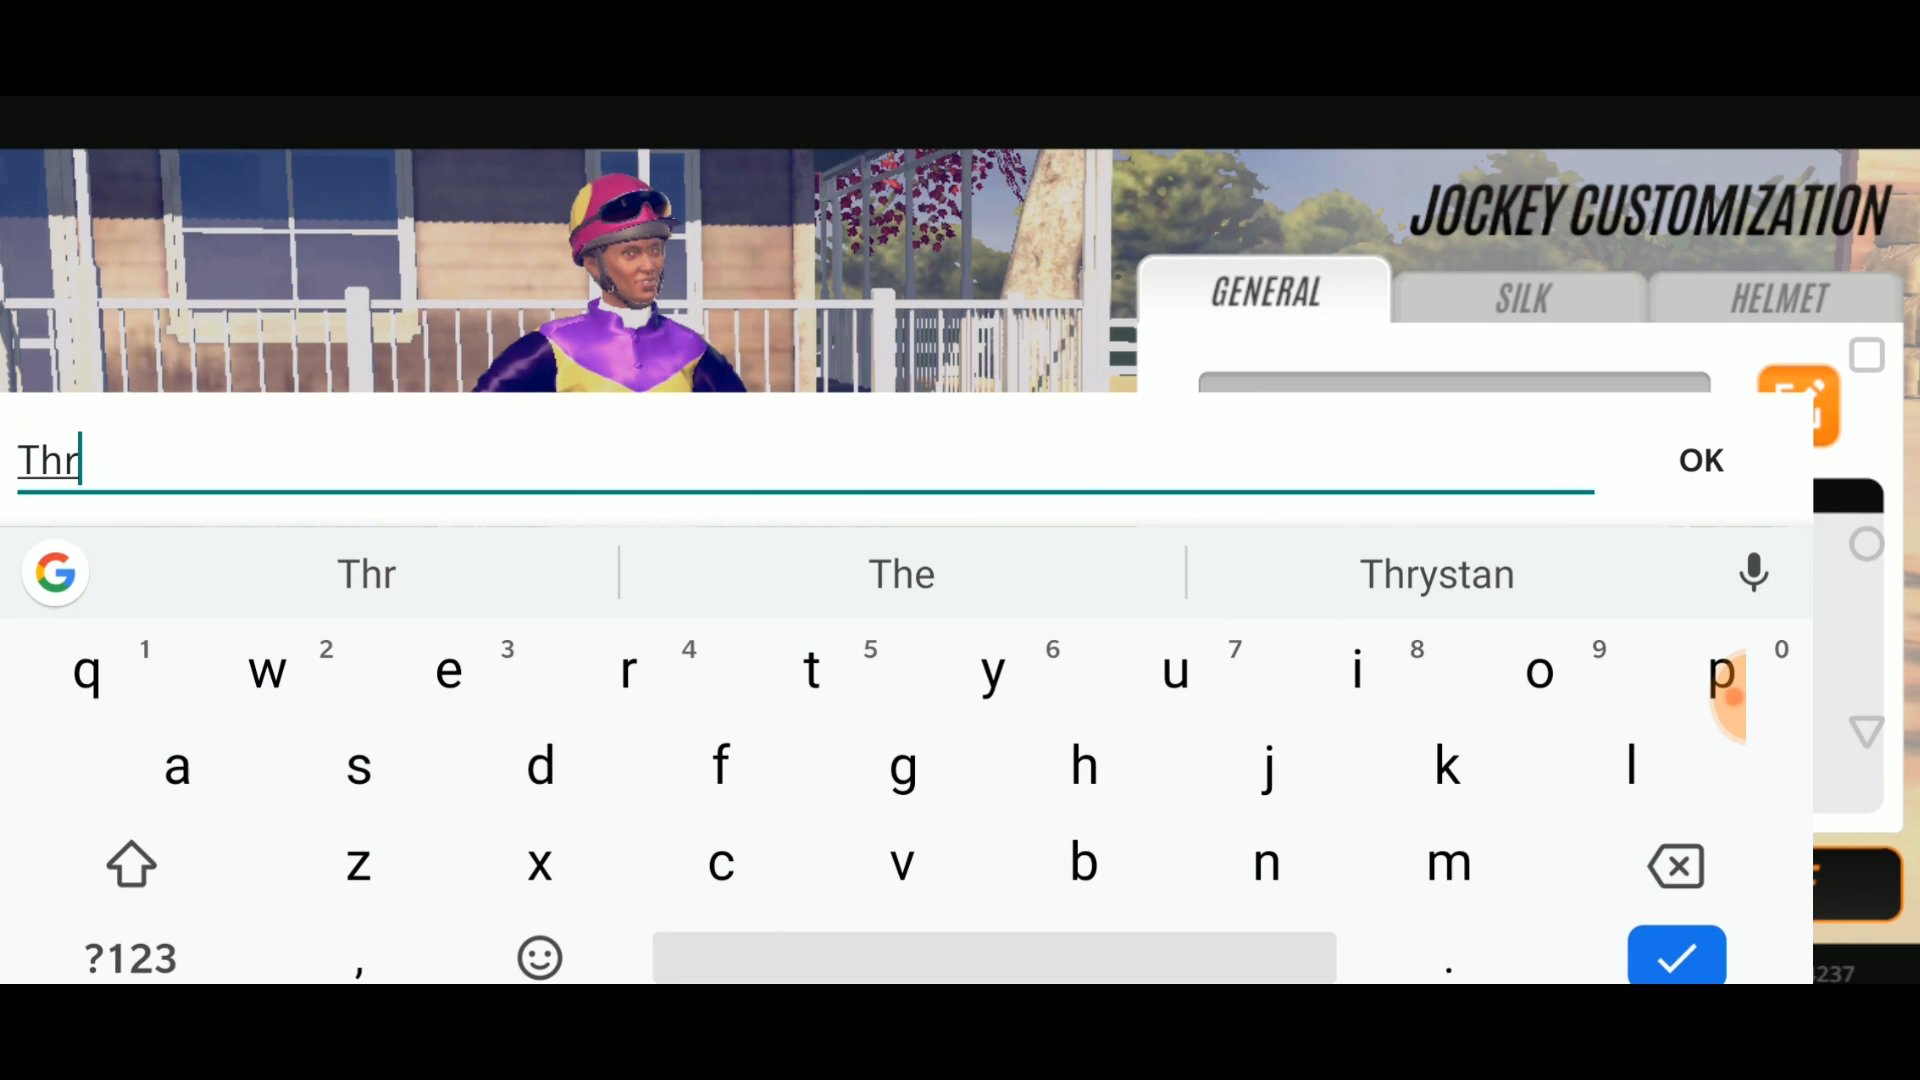 JOCKEY CUSTOMIZATION
GENERAL SILK HELMET
Thr OK
Thr The Thrystan
q 1 w 2 e 3 r 4 t 5 y 6 u 7 i 8 o 9 p 0
a s d f g h j k l
z x c v b n m
?123 , .
237